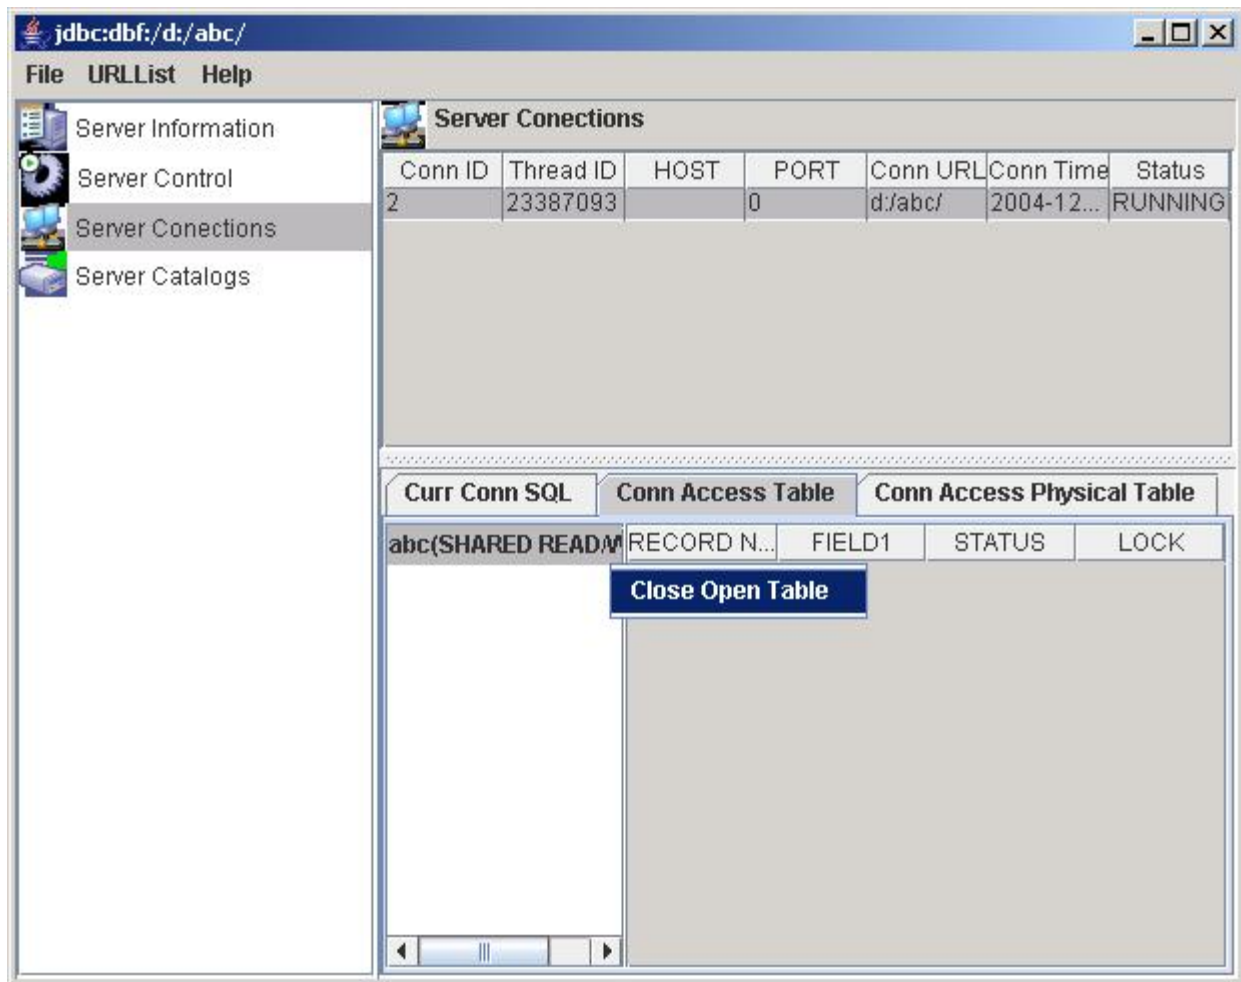 jdbc:dbf:/d:/abc/
File URLList Help
Server Information
Server Control
Server Conections
Server Catalogs
Server Conections
Conn ID Thread ID HOST PORT Conn URL Conn Time Status
2 23387093 0 d:/abc/ 2004-12... RUNNING
Curr Conn SQL Conn Access Table Conn Access Physical Table
abc(SHARED READ/W RECORD N... FIELD1 STATUS LOCK
Close Open Table